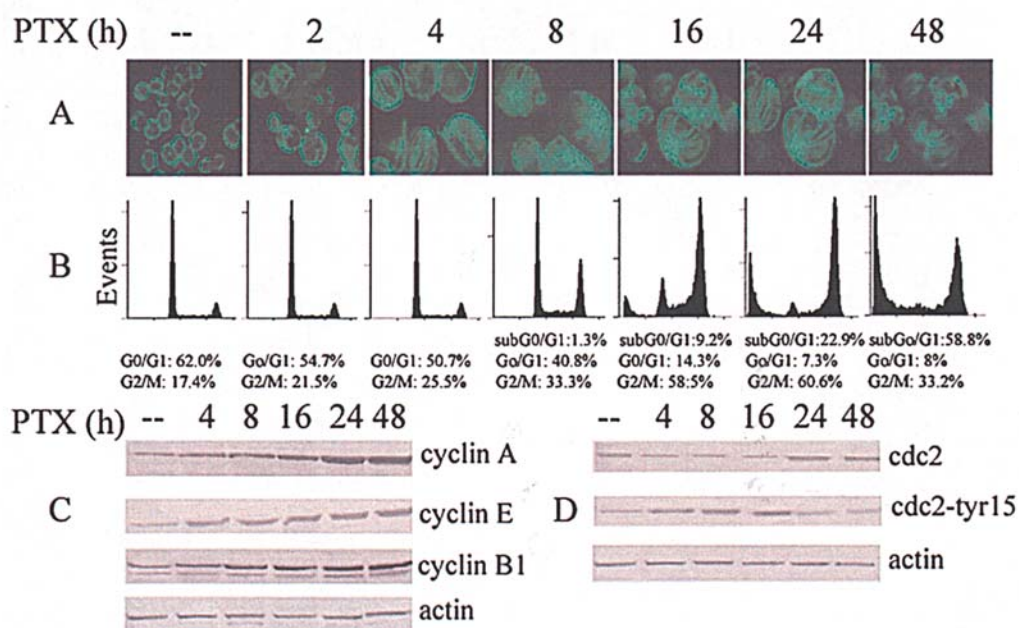 PTX (h) -- 2 4 8 16 24 48
A
B
Events
subG0/G1:1.3% subG0/G1:9.2% subG0/G1:22.9% subGo/G1:58.8%
G0/G1: 62.0% Go/G1: 54.7% G0/G1: 50.7% Go/G1: 40.8% G0/G1: 14.3% Go/G1: 7.3% Go/G1: 8%
G2/M: 17.4% G2/M: 21.5% G2/M: 25.5% G2/M: 33.3% G2/M: 58:5% G2/M: 60.6% G2/M: 33.2%
PTX (h) -- 4 8 16 24 48
cyclin A
C
cyclin E
cyclin B1
actin
-- 4 8 16 24 48
cdc2
D
cdc2-tyr15
actin